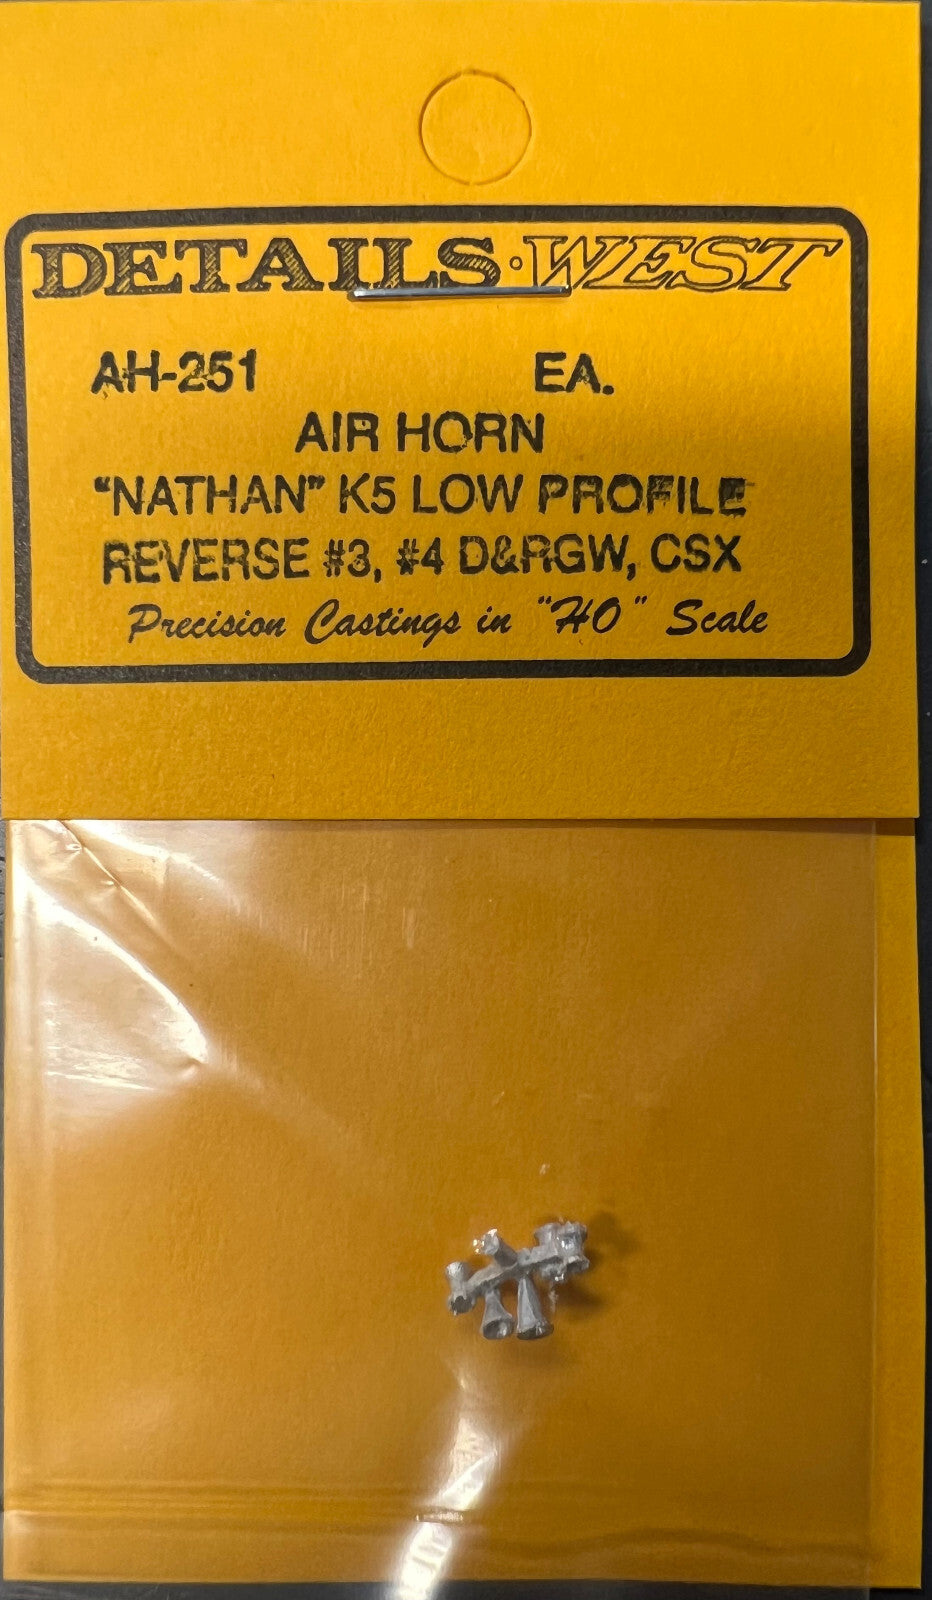 DETAILS·WEST
AH-251 EA.
AIR HORN
"NATHAN" K5 LOW PROFILE
REVERSE #3, #4 D&RGW, CSX
Precision Castings in "HO" Scale